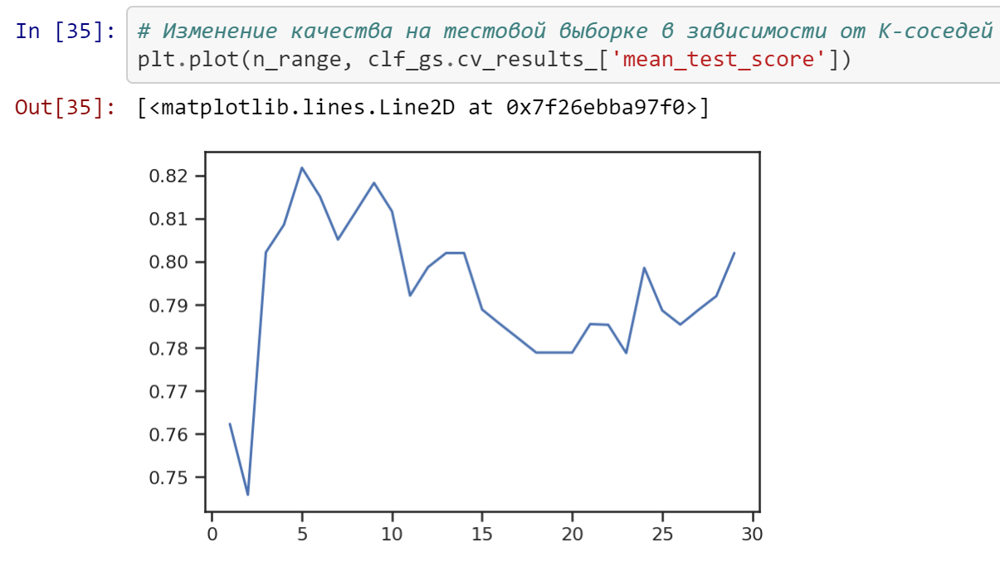 In [35]: # Изменение качества на тестовой выборке в зависимости от К-соседей
plt.plot(n_range, clf_gs.cv_results_['mean_test_score'])
Out[35]: [<matplotlib.lines.Line2D at 0x7f26ebba97f0>]
0.82
0.81
0.80
0.79
0.78
0.77
0.76
0.75
0 5 10 15 20 25 30